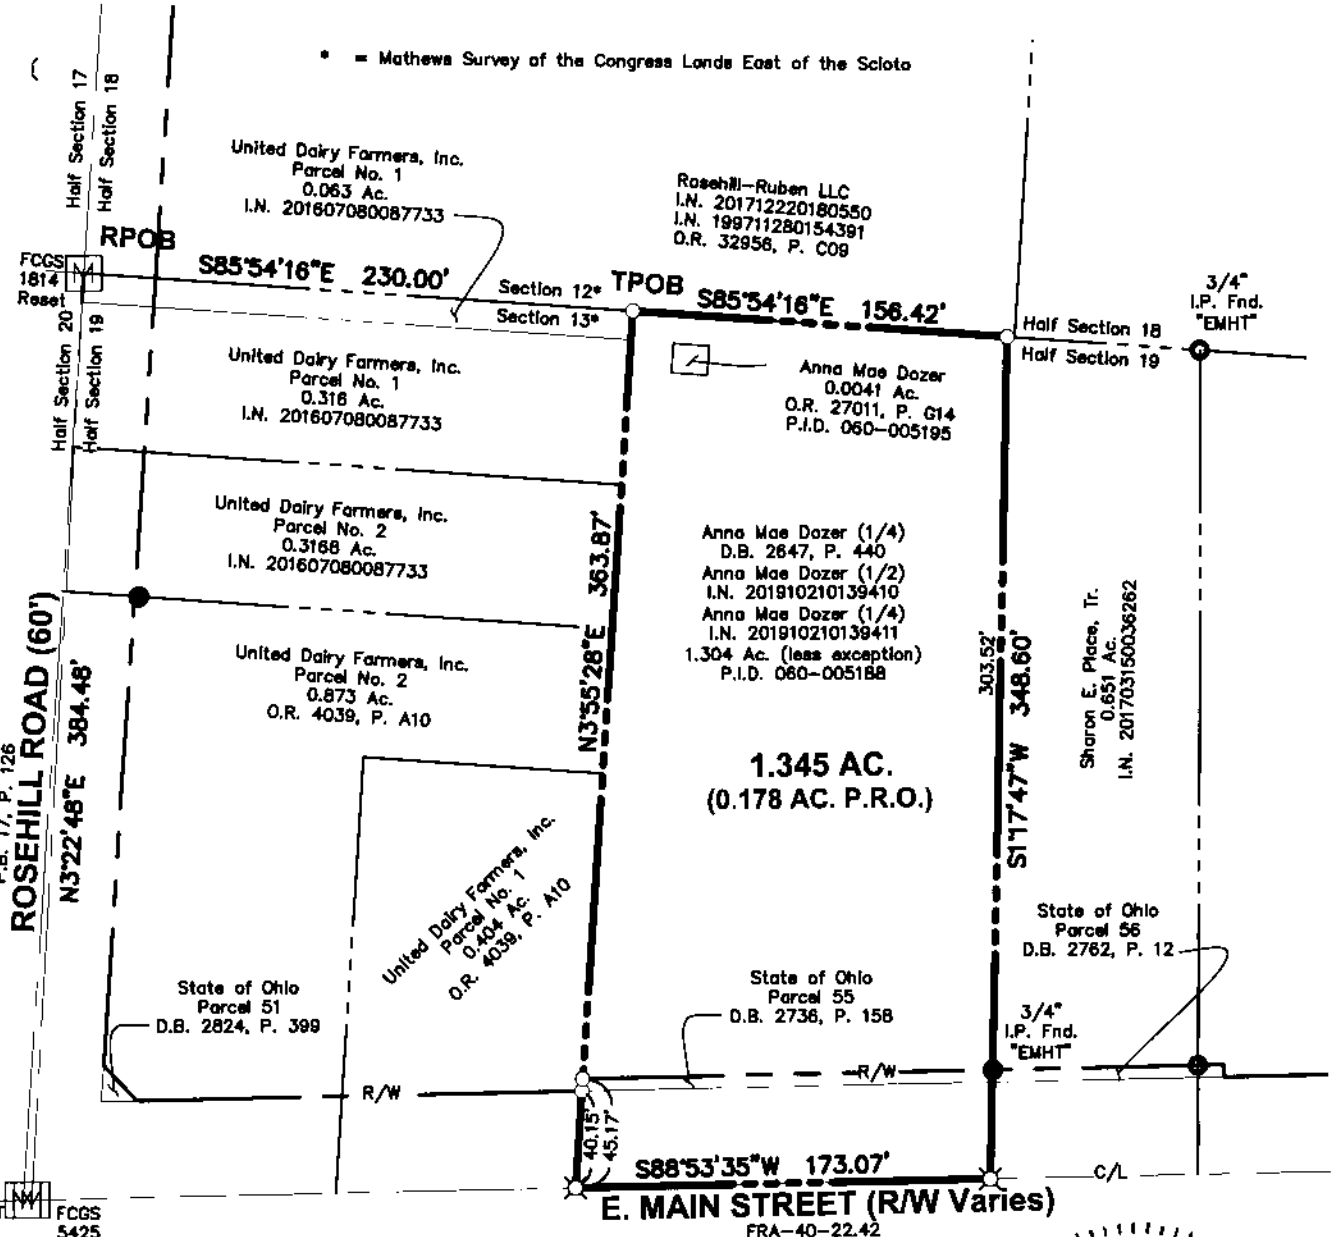 * = Mathews Survey of the Congress Lands East of the Scioto
Half Section 17
Half Section 18
United Dairy Farmers, Inc.
Parcel No. 1
0.063 Ac.
I.N. 201607080087733
Rosehill-Ruben LLC
I.N. 201712220180550
I.N. 199711280154391
O.R. 32956, P. C09
RPOB
FCGS
1814
Reset
S85°54'16"E 230.00'
Section 12*
Section 13*
TPOB
S85°54'16"E 156.42'
Half Section 18
Half Section 19
3/4"
I.P. Fnd.
"EMHT"
Half Section 20
Half Section 19
United Dairy Farmers, Inc.
Parcel No. 1
0.316 Ac.
I.N. 201607080087733
Anna Mae Dozer
0.0041 Ac.
O.R. 27011, P. G14
P.I.D. 060-005195
United Dairy Farmers, Inc.
Parcel No. 2
0.3168 Ac.
I.N. 201607080087733
N3°55'28"E 363.87'
Anna Mae Dozer (1/4)
D.B. 2647, P. 440
Anna Mae Dozer (1/2)
I.N. 201910210139410
Anna Mae Dozer (1/4)
I.N. 201910210139411
1.304 Ac. (less exception)
P.I.D. 060-005188
303.52'
S1°17'47"W 348.60'
Sharon E. Place, Tr.
0.651 Ac.
I.N. 201703150036262
P.B. 17, P. 126
ROSEHILL ROAD (60')
N3°22'48"E 384.48'
United Dairy Farmers, Inc.
Parcel No. 2
0.873 Ac.
O.R. 4039, P. A10
1.345 AC.
(0.178 AC. P.R.O.)
United Dairy Farmers, Inc.
Parcel No. 1
0.404 Ac.
O.R. 4039, P. A10
State of Ohio
Parcel 51
D.B. 2824, P. 399
State of Ohio
Parcel 55
D.B. 2736, P. 158
State of Ohio
Parcel 56
D.B. 2762, P. 12
3/4"
I.P. Fnd.
"EMHT"
R/W
R/W
40.15'
45.17'
S88°53'35"W 173.07'
C/L
E. MAIN STREET (R/W Varies)
FRA-40-22.42
FCGS
5425